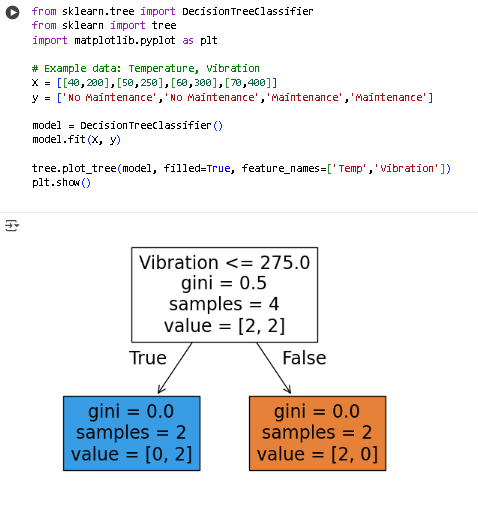 from sklearn.tree import DecisionTreeClassifier
from sklearn import tree
import matplotlib.pyplot as plt
# Example data: Temperature, Vibration
X = [[40,200],[50,250],[60,300],[70,400]]
y = ['No Maintenance','No Maintenance','Maintenance','Maintenance']
model = DecisionTreeClassifier()
model.fit(X, y)
tree.plot_tree(model, filled=True, feature_names=['Temp','Vibration'])
plt.show()
Vibration <= 275.0
gini = 0.5
samples = 4
value = [2, 2]
True
False
gini = 0.0
samples = 2
value = [0, 2]
gini = 0.0
samples = 2
value = [2, 0]